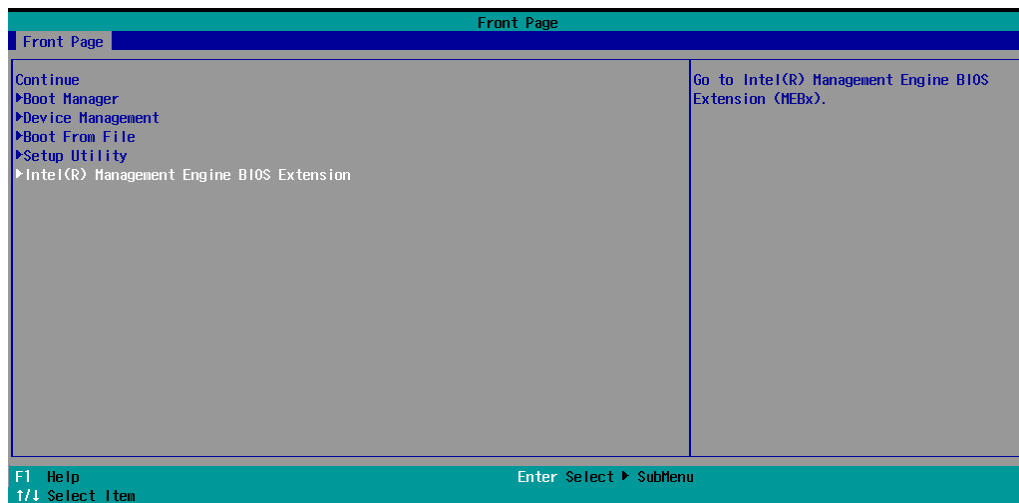 Front Page
Front Page
Continue
▶Boot Manager
▶Device Management
▶Boot From File
▶Setup Utility
▶Intel(R) Management Engine BIOS Extension
Go to Intel(R) Management Engine BIOS
Extension (MEBx).
F1 Help
Enter Select ▶ SubMenu
↑/↓ Select Item